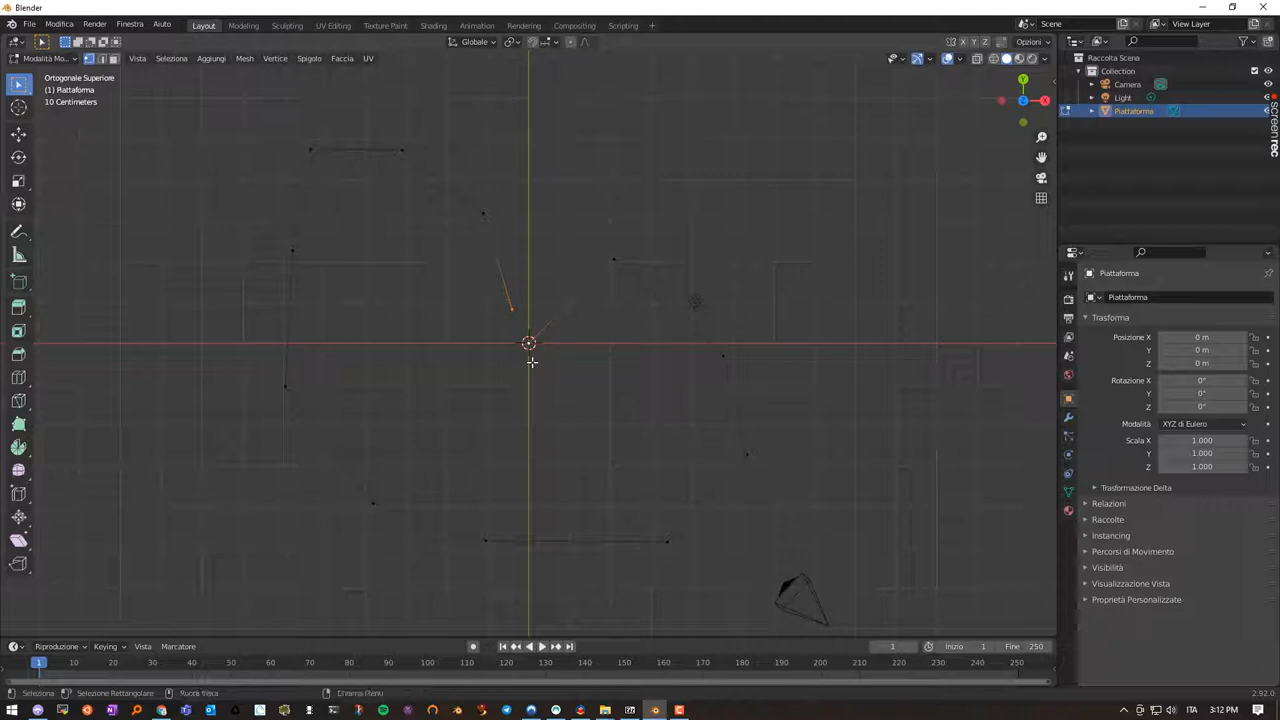 Blender
File Modifica Render Finestra Aiuto Layout Modeling Sculpting UV Editing Texture Paint Shading Animation Rendering Compositing Scripting + Scene View Layer
Globale X Y Z Opzioni
Modalità Mo... Vista Seleziona Aggiungi Mesh Vertice Spigolo Faccia UV
Ortogonale Superiore
(1) Piattaforma
10 Centimeters
Y
Z X
Raccolta Scena
Collection
Camera
Light
Piattaforma
screenrec
Piattaforma
Piattaforma
Trasforma
Posizione X 0 m
Y 0 m
Z 0 m
Rotazione X 0°
Y 0°
Z 0°
Modalità XYZ di Eulero
Scala X 1.000
Y 1.000
Z 1.000
Trasformazione Delta
Relazioni
Raccolte
Instancing
Percorsi di Movimento
Visibilità
Visualizzazione Vista
Proprietà Personalizzate
Riproduzione Keying Vista Marcatore 1 Inizio 1 Fine 250
1 10 20 30 40 50 60 70 80 90 100 110 120 130 140 150 160 170 180 190 200 210 220 230 240 250
Seleziona Selezione Rettangolare Ruota Vista Chiama Menu 2.92.0
ITA 3:12 PM